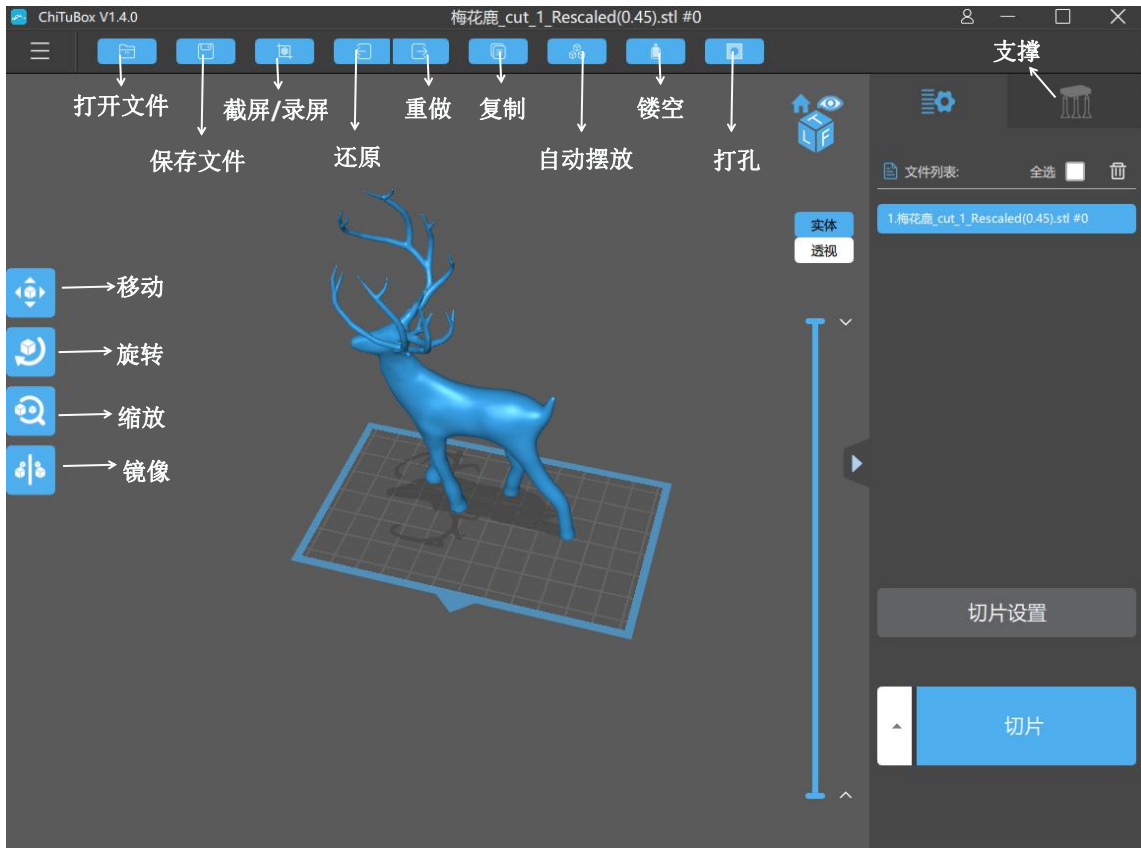 ChiTuBox V1.4.0
梅花鹿_cut_1_Rescaled(0.45).stl #0
支撑
打开文件
截屏/录屏
重做
复制
镂空
保存文件
还原
自动摆放
打孔
T
L F
文件列表:
全选
1.梅花鹿_cut_1_Rescaled(0.45).stl #0
实体
透视
移动
旋转
缩放
镜像
切片设置
切片